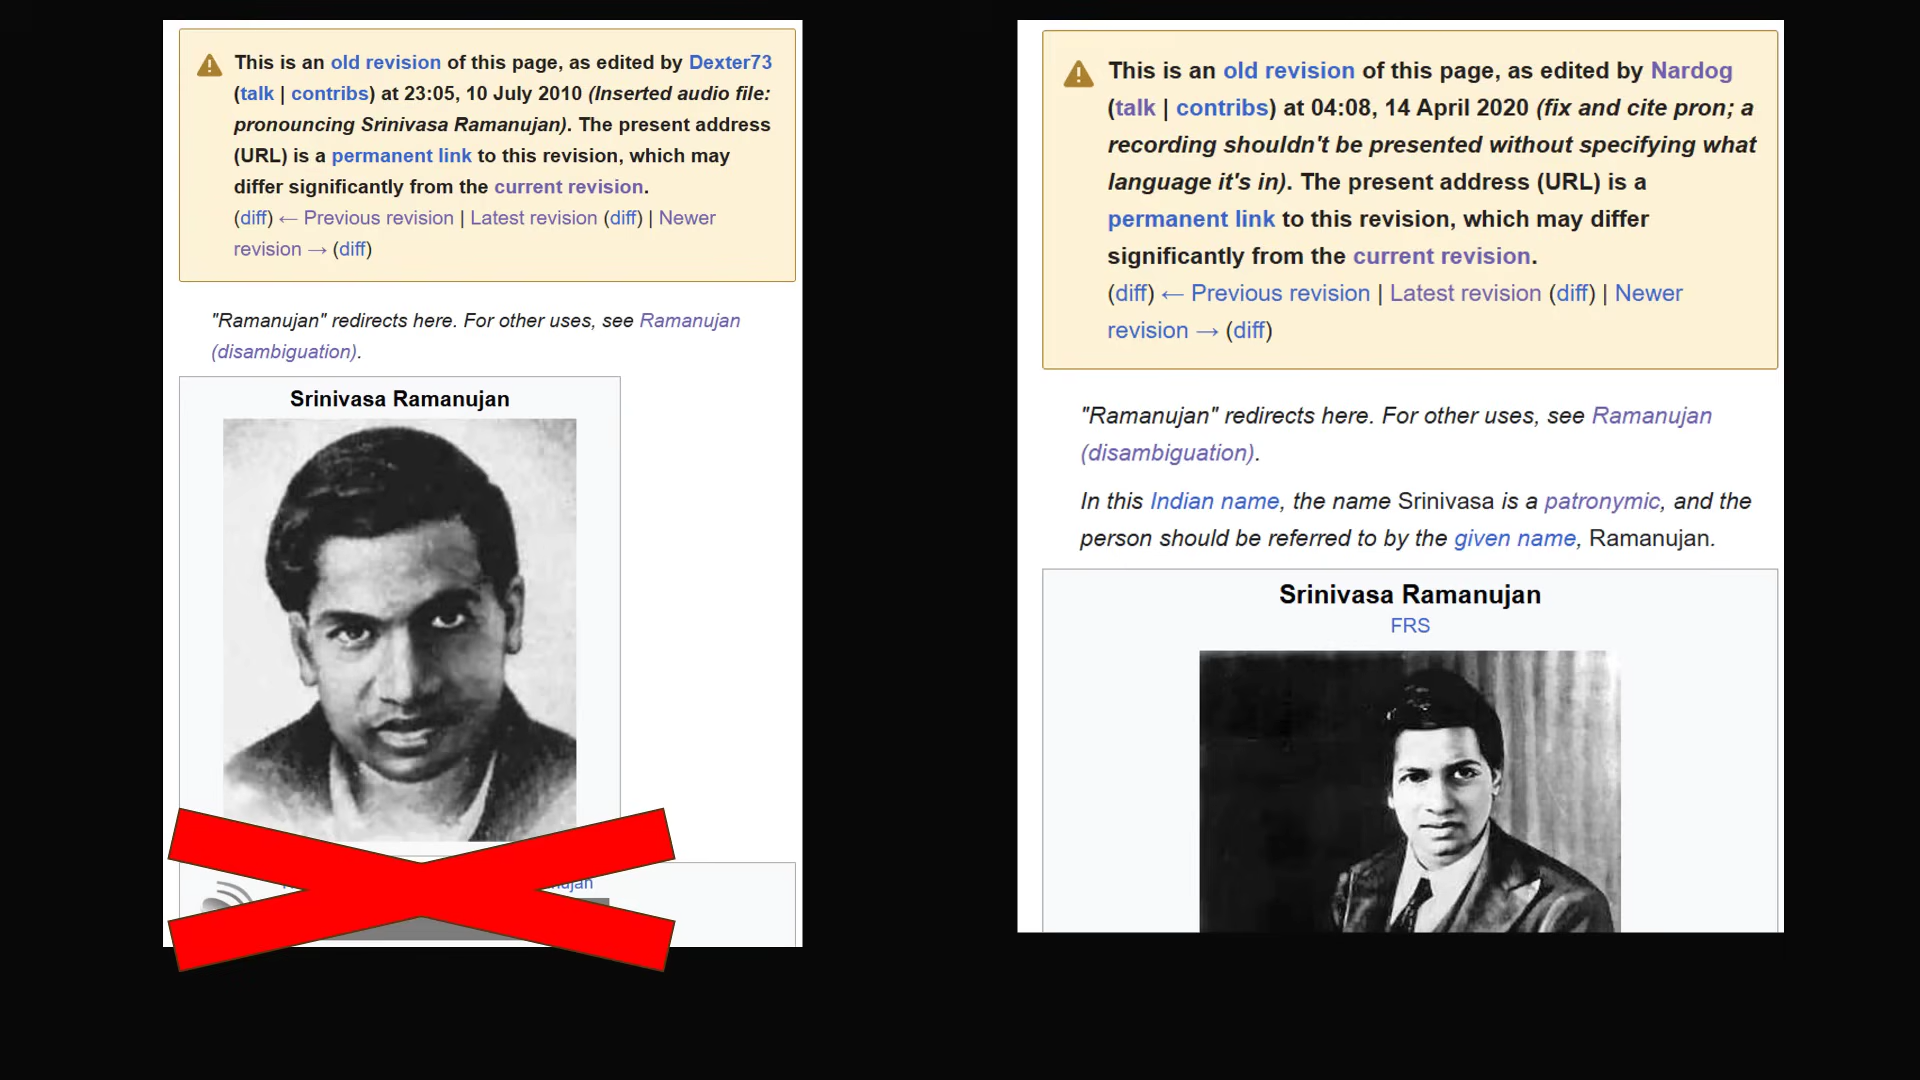 This is an old revision of this page, as edited by Dexter73
(talk | contribs) at 23:05, 10 July 2010 (Inserted audio file:
pronouncing Srinivasa Ramanujan). The present address
(URL) is a permanent link to this revision, which may
differ significantly from the current revision.
(diff) ← Previous revision | Latest revision (diff) | Newer
revision → (diff)
"Ramanujan" redirects here. For other uses, see Ramanujan
(disambiguation).
Srinivasa Ramanujan
This is an old revision of this page, as edited by Nardog
(talk | contribs) at 04:08, 14 April 2020 (fix and cite pron; a
recording shouldn't be presented without specifying what
language it's in). The present address (URL) is a
permanent link to this revision, which may differ
significantly from the current revision.
(diff) ← Previous revision | Latest revision (diff) | Newer
revision → (diff)
"Ramanujan" redirects here. For other uses, see Ramanujan
(disambiguation).
In this Indian name, the name Srinivasa is a patronymic, and the
person should be referred to by the given name, Ramanujan.
Srinivasa Ramanujan
FRS